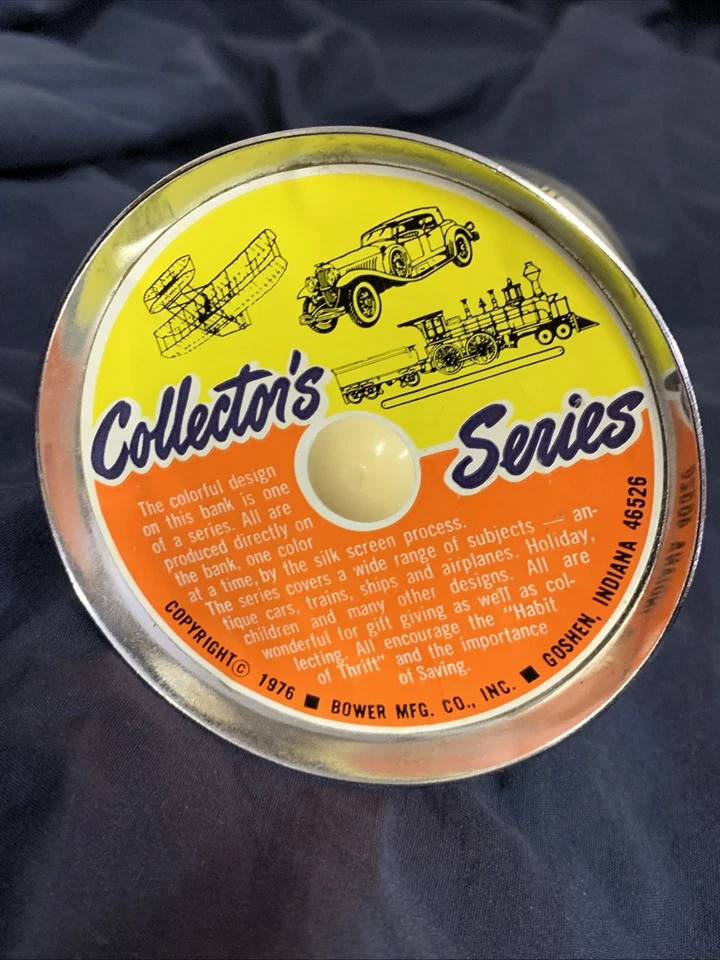 Collector's Series
The colorful design
on this bank is one
of a series. All are
produced directly on
the bank, one color
at a time, by the silk screen process.
The series covers a wide range of subjects — an-
tique cars, trains, ships and airplanes. Holiday,
children and many other designs. All are
wonderful for gift giving as well as col-
lecting. All encourage the "Habit
of Thrift" and the importance
of Saving.
COPYRIGHT © 1976 ■ BOWER MFG. CO., INC. ■ GOSHEN, INDIANA 46526